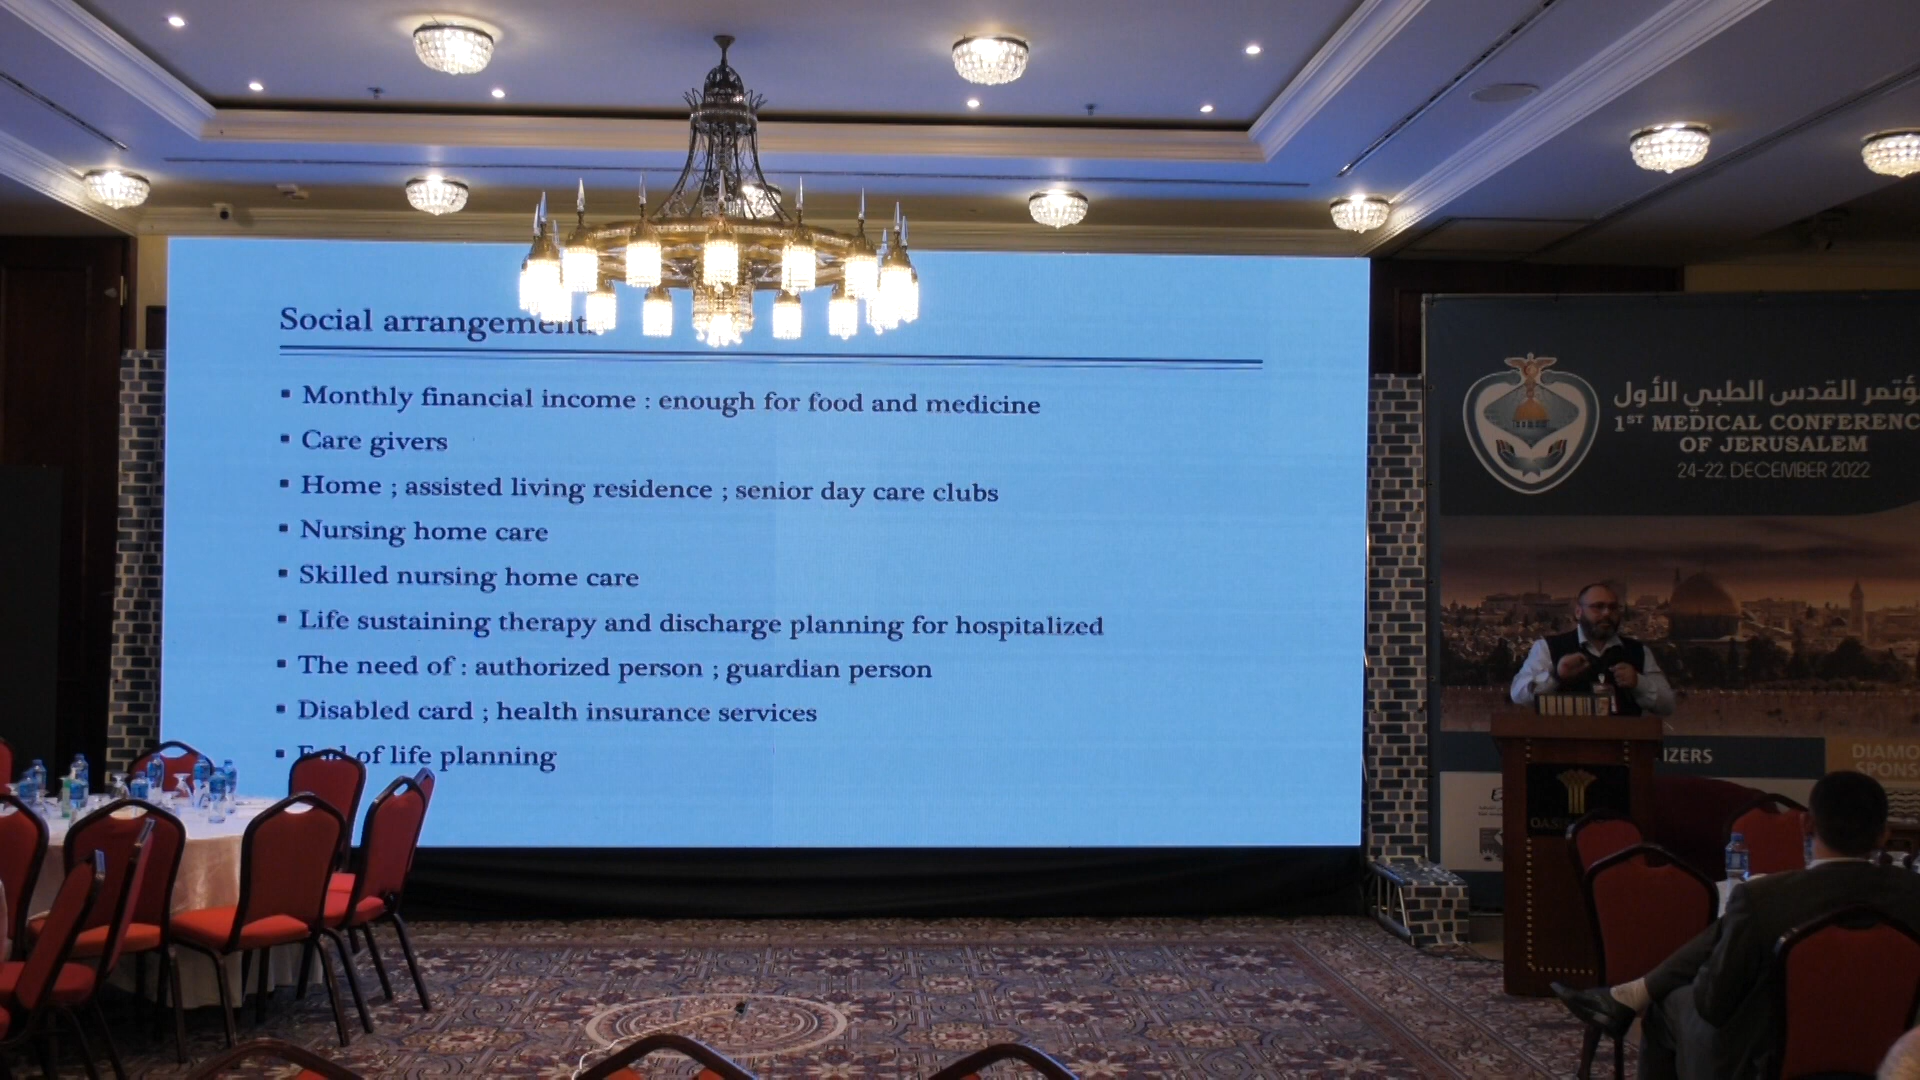 Social arrangement
▪ Monthly financial income : enough for food and medicine
▪ Care givers
▪ Home ; assisted living residence ; senior day care clubs
▪ Nursing home care
▪ Skilled nursing home care
▪ Life sustaining therapy and discharge planning for hospitalized
▪ The need of : authorized person ; guardian person
▪ Disabled card ; health insurance services
▪ End of life planning
مؤتمر القدس الطبي الأول
1ST MEDICAL CONFERENC
OF JERUSALEM
24-22, DECEMBER 2022
IZERS
DIAMO
SPONS